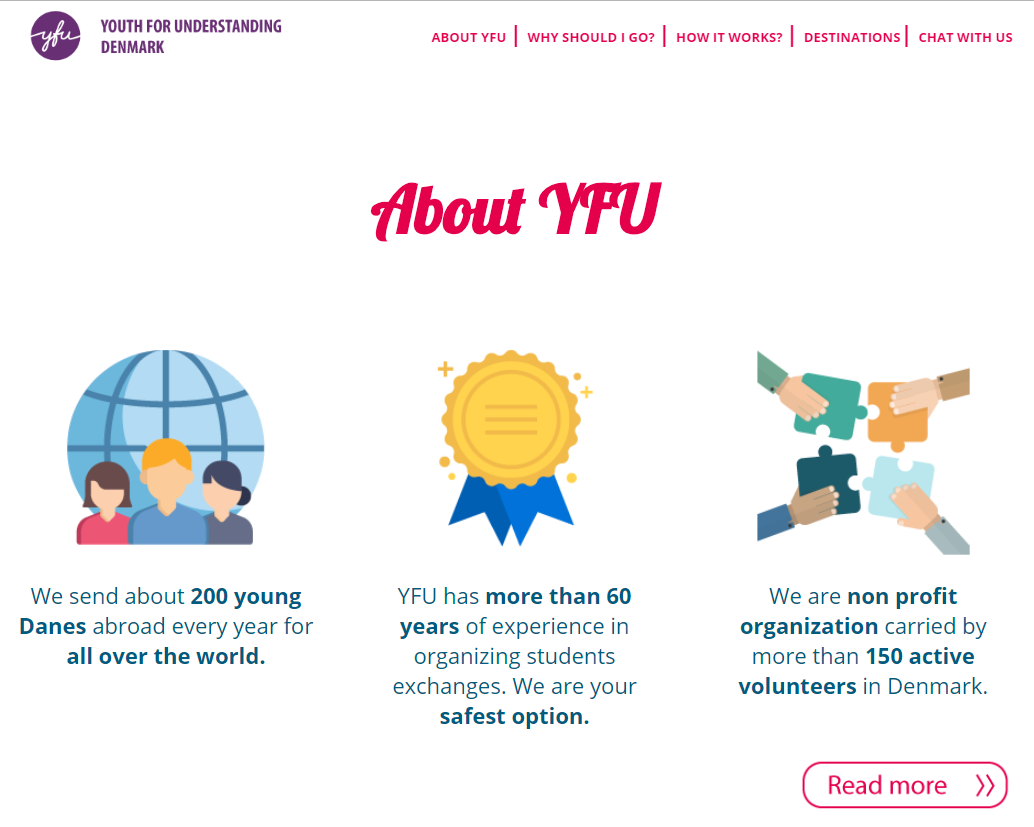 yfu
YOUTH FOR UNDERSTANDING
DENMARK
ABOUT YFU
WHY SHOULD I GO?
HOW IT WORKS?
DESTINATIONS
CHAT WITH US
About YFU
We send about 200 young
Danes abroad every year for
all over the world.
YFU has more than 60
years of experience in
organizing students
exchanges. We are your
safest option.
We are non profit
organization carried by
more than 150 active
volunteers in Denmark.
Read more